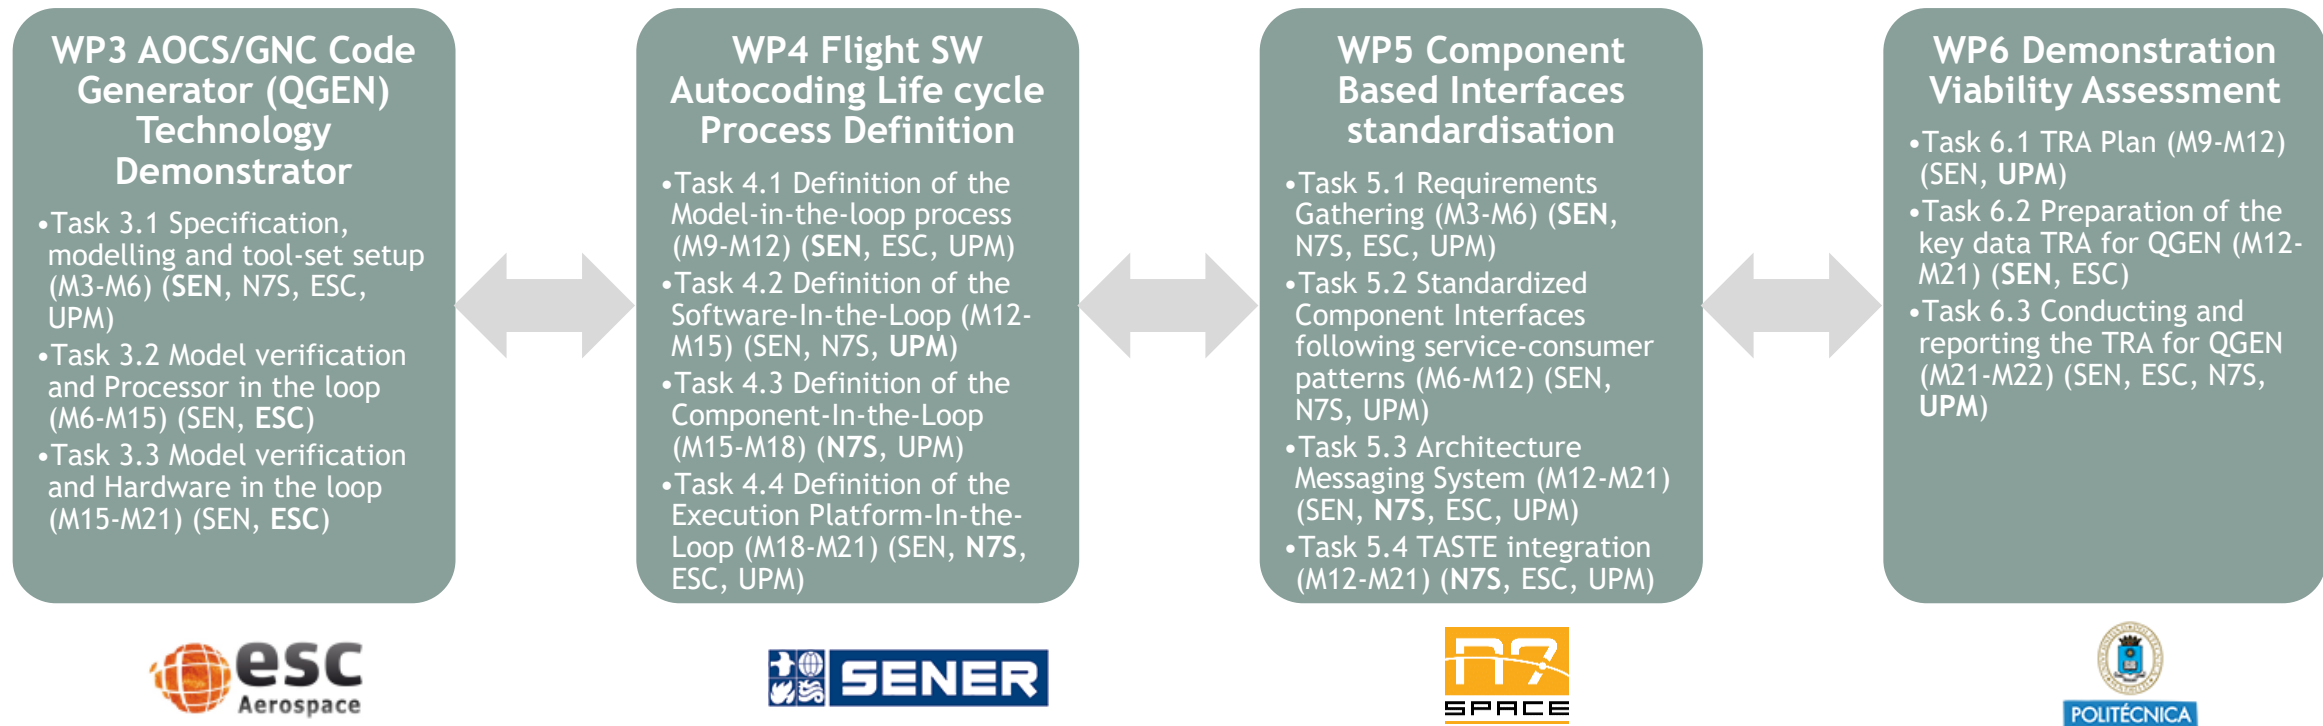 WP3 AOCS/GNC Code
Generator (QGEN)
Technology
Demonstrator
•Task 3.1 Specification,
modelling and tool-set setup
(M3-M6) (SEN, N7S, ESC,
UPM)
•Task 3.2 Model verification
and Processor in the loop
(M6-M15) (SEN, ESC)
•Task 3.3 Model verification
and Hardware in the loop
(M15-M21) (SEN, ESC)
WP4 Flight SW
Autocoding Life cycle
Process Definition
•Task 4.1 Definition of the
Model-in-the-loop process
(M9-M12) (SEN, ESC, UPM)
•Task 4.2 Definition of the
Software-In-the-Loop (M12-
M15) (SEN, N7S, UPM)
•Task 4.3 Definition of the
Component-In-the-Loop
(M15-M18) (N7S, UPM)
•Task 4.4 Definition of the
Execution Platform-In-the-
Loop (M18-M21) (SEN, N7S,
ESC, UPM)
WP5 Component
Based Interfaces
standardisation
•Task 5.1 Requirements
Gathering (M3-M6) (SEN,
N7S, ESC, UPM)
•Task 5.2 Standardized
Component Interfaces
following service-consumer
patterns (M6-M12) (SEN,
N7S, UPM)
•Task 5.3 Architecture
Messaging System (M12-M21)
(SEN, N7S, ESC, UPM)
•Task 5.4 TASTE integration
(M12-M21) (N7S, ESC, UPM)
WP6 Demonstration
Viability Assessment
•Task 6.1 TRA Plan (M9-M12)
(SEN, UPM)
•Task 6.2 Preparation of the
key data TRA for QGEN (M12-
M21) (SEN, ESC)
•Task 6.3 Conducting and
reporting the TRA for QGEN
(M21-M22) (SEN, ESC, N7S,
UPM)
esc
Aerospace
SENER
N7
SPACE
POLITÉCNICA